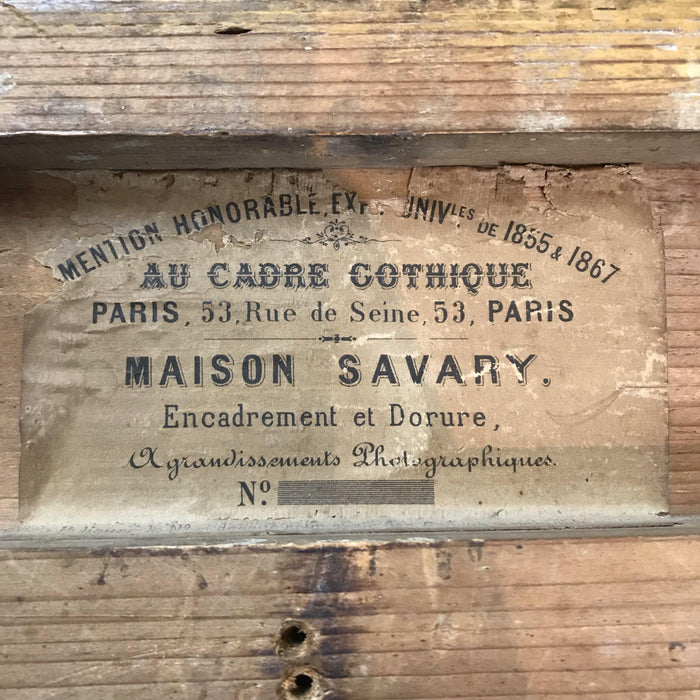 MENTION HONORABLE, EXP. UNIVLES DE 1855 & 1867
AU CADRE GOTHIQUE
PARIS, 53, Rue de Seine, 53, PARIS
MAISON SAVARY.
Encadrement et Dorure,
Agrandissements Photographiques.
No.